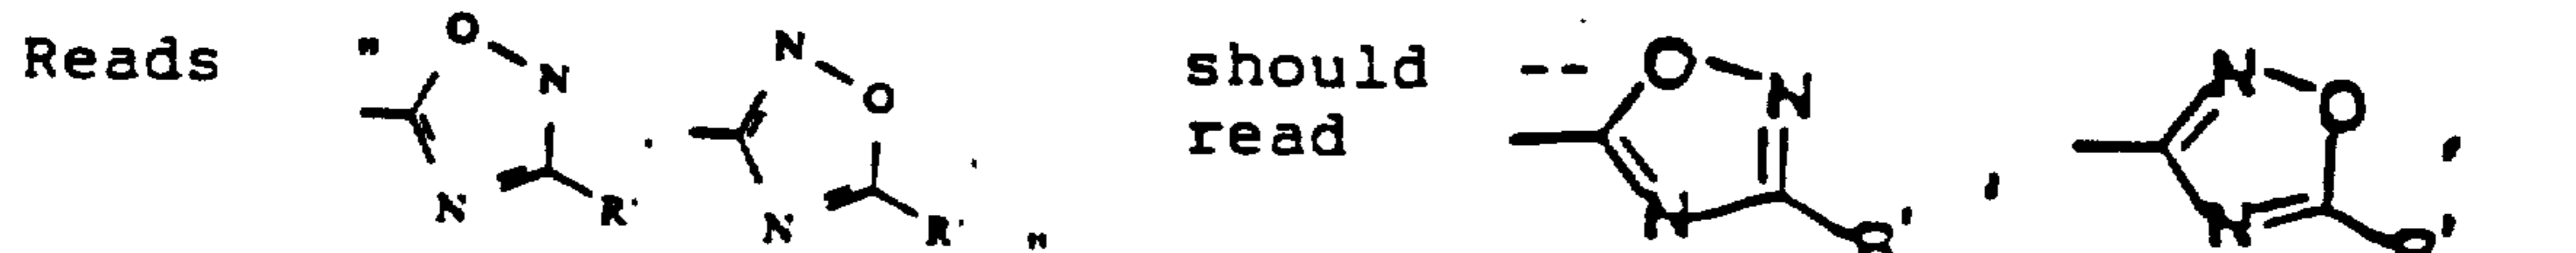 Reads " O N N R' , N O N R' , " should -- O N N R' , N O N R' ,
read